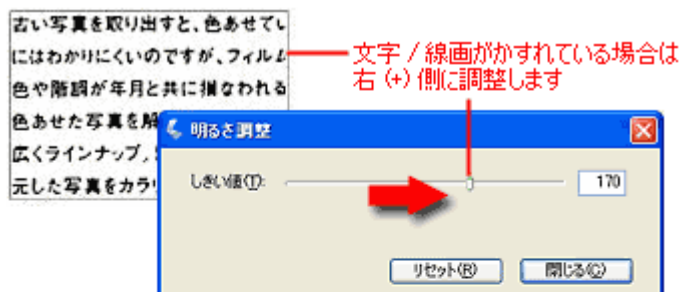 古い写真を取り出すと、色あせてい
にはわかりにくいのですが、フィルム
色や階調が年月と共に損なわれる
色あせた写真を解
広くラインナップ。
元した写真をカラ
文字 / 線画がかすれている場合は
右 (+) 側に調整します
明るさ調整
しきい値(T):
170
リセット(R)
閉じる(C)